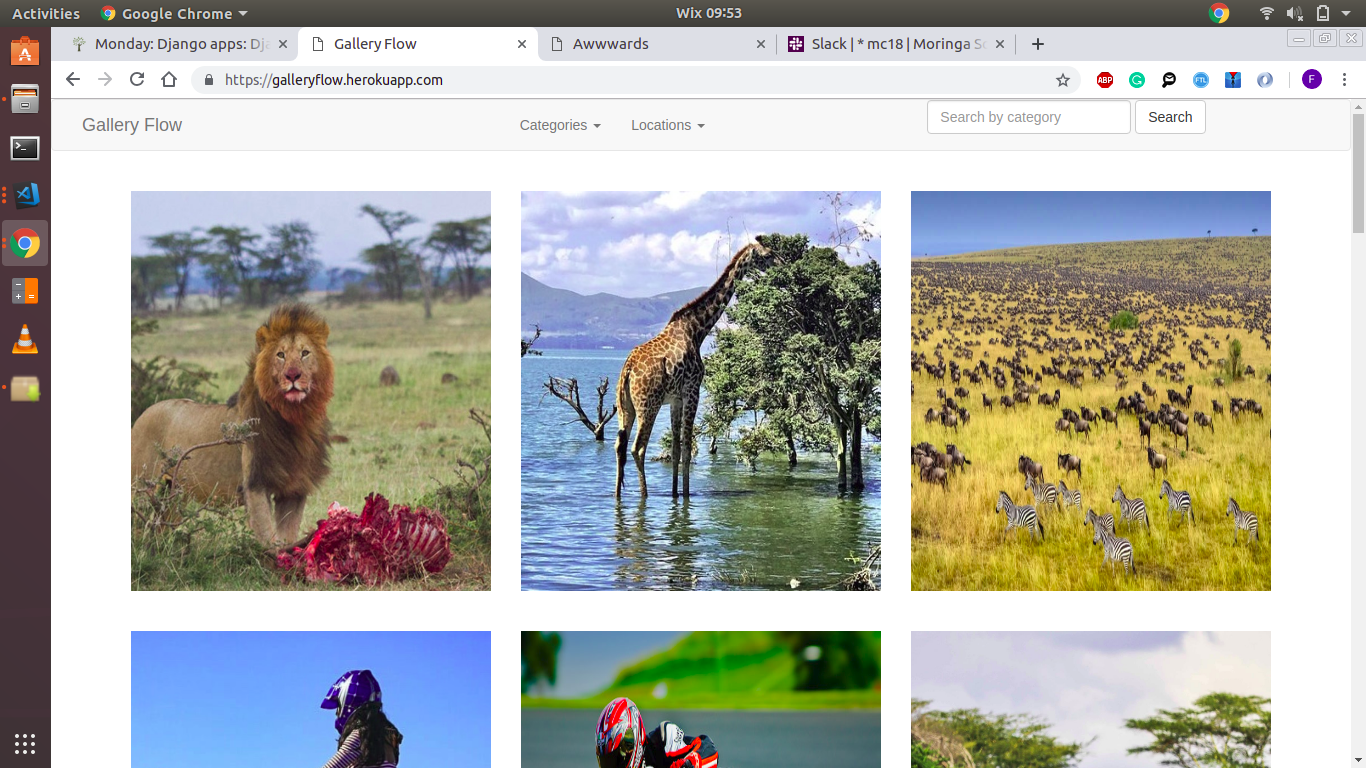 Activities Google Chrome Wix 09:53
Monday: Django apps: Dja Gallery Flow Awwwards Slack | * mc18 | Moringa Sc
https://galleryflow.herokuapp.com ABP FTL F
Gallery Flow Categories Locations Search by category Search